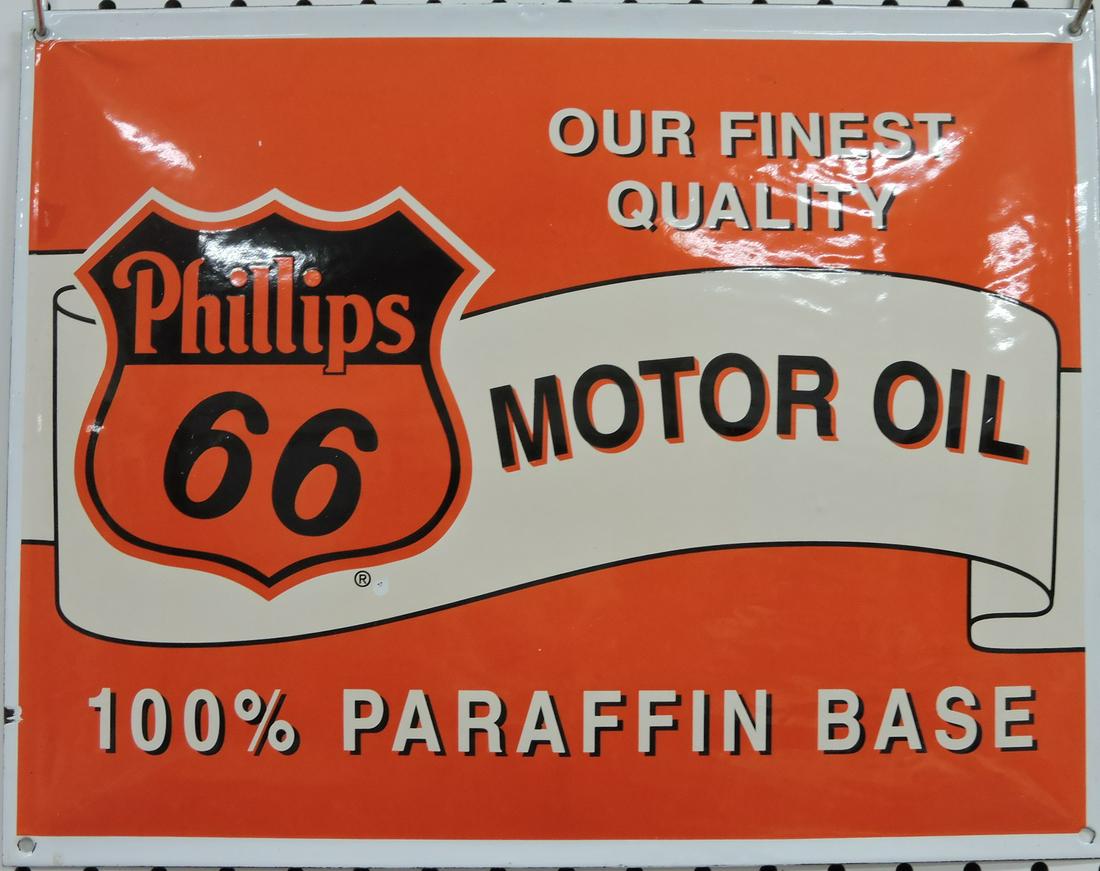 OUR FINEST
QUALITY
Phillips
66
®
MOTOR OIL
100% PARAFFIN BASE